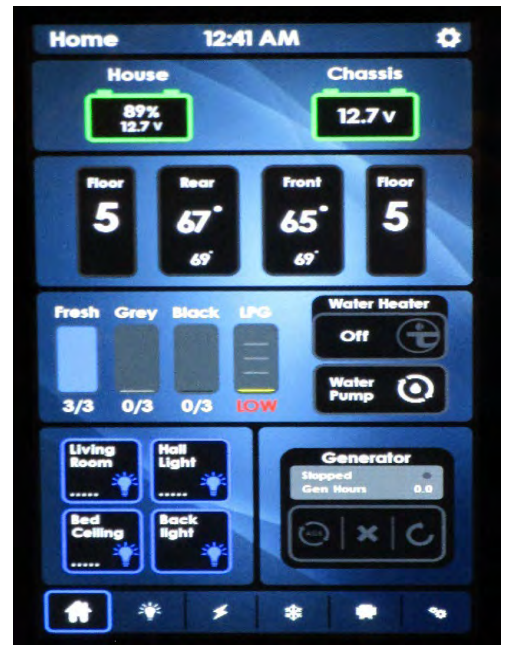 Home 12:41 AM
House Chassis
89%
12.7 v 12.7 v
Floor Rear Front Floor
5 67° 65° 5
69° 69°
Fresh Grey Black LPG
3/3 0/3 0/3 LOW
Water Heater
Off
Water
Pump
Living
Room
.....
Hall
Light
.....
Bed
Ceiling
.....
Back
light
Generator
Stopped
Gen Hours 0.0
AGS